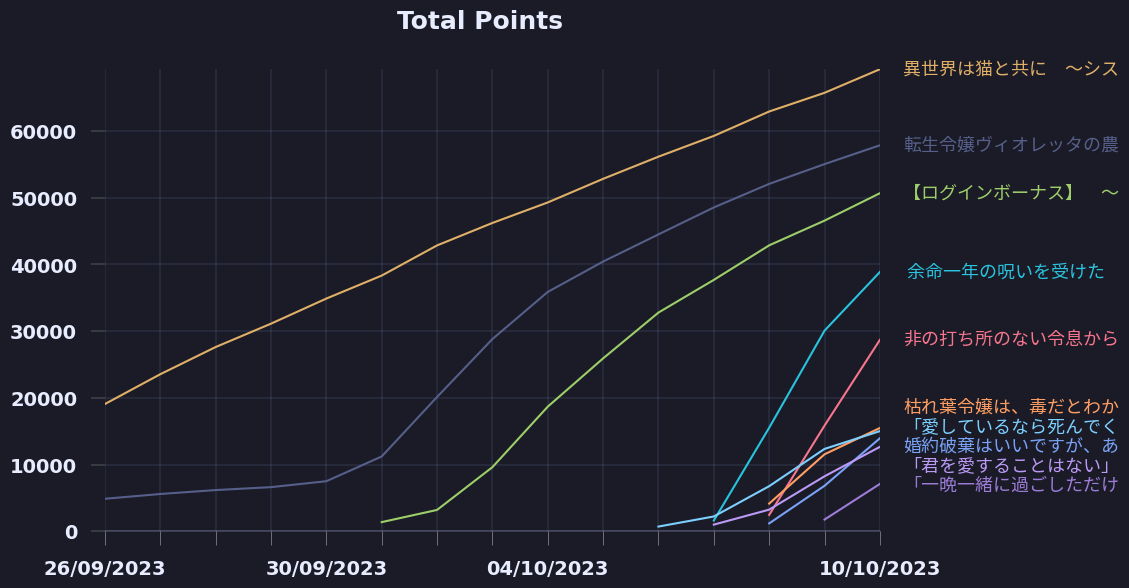 Total Points
異世界は猫と共に　〜シス
転生令嬢ヴィオレッタの農
【ログインボーナス】　〜
余命一年の呪いを受けた
非の打ち所のない令息から
枯れ葉令嬢は、毒だとわか
「愛しているなら死んでく
婚約破棄はいいですが、あ
「君を愛することはない」
「一晩一緒に過ごしただけ
60000
50000
40000
30000
20000
10000
0
26/09/2023
30/09/2023
04/10/2023
10/10/2023